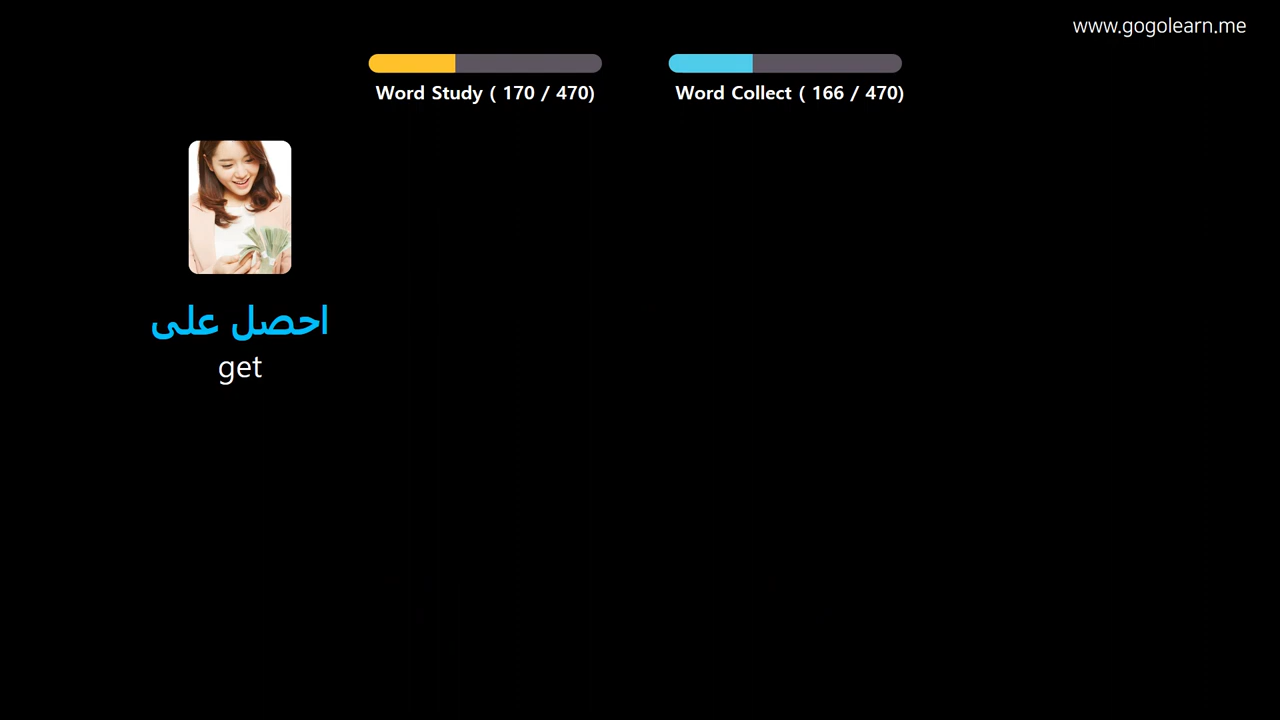 www.gogolearn.me
Word Study ( 170 / 470)
Word Collect ( 166 / 470)
احصل على
get